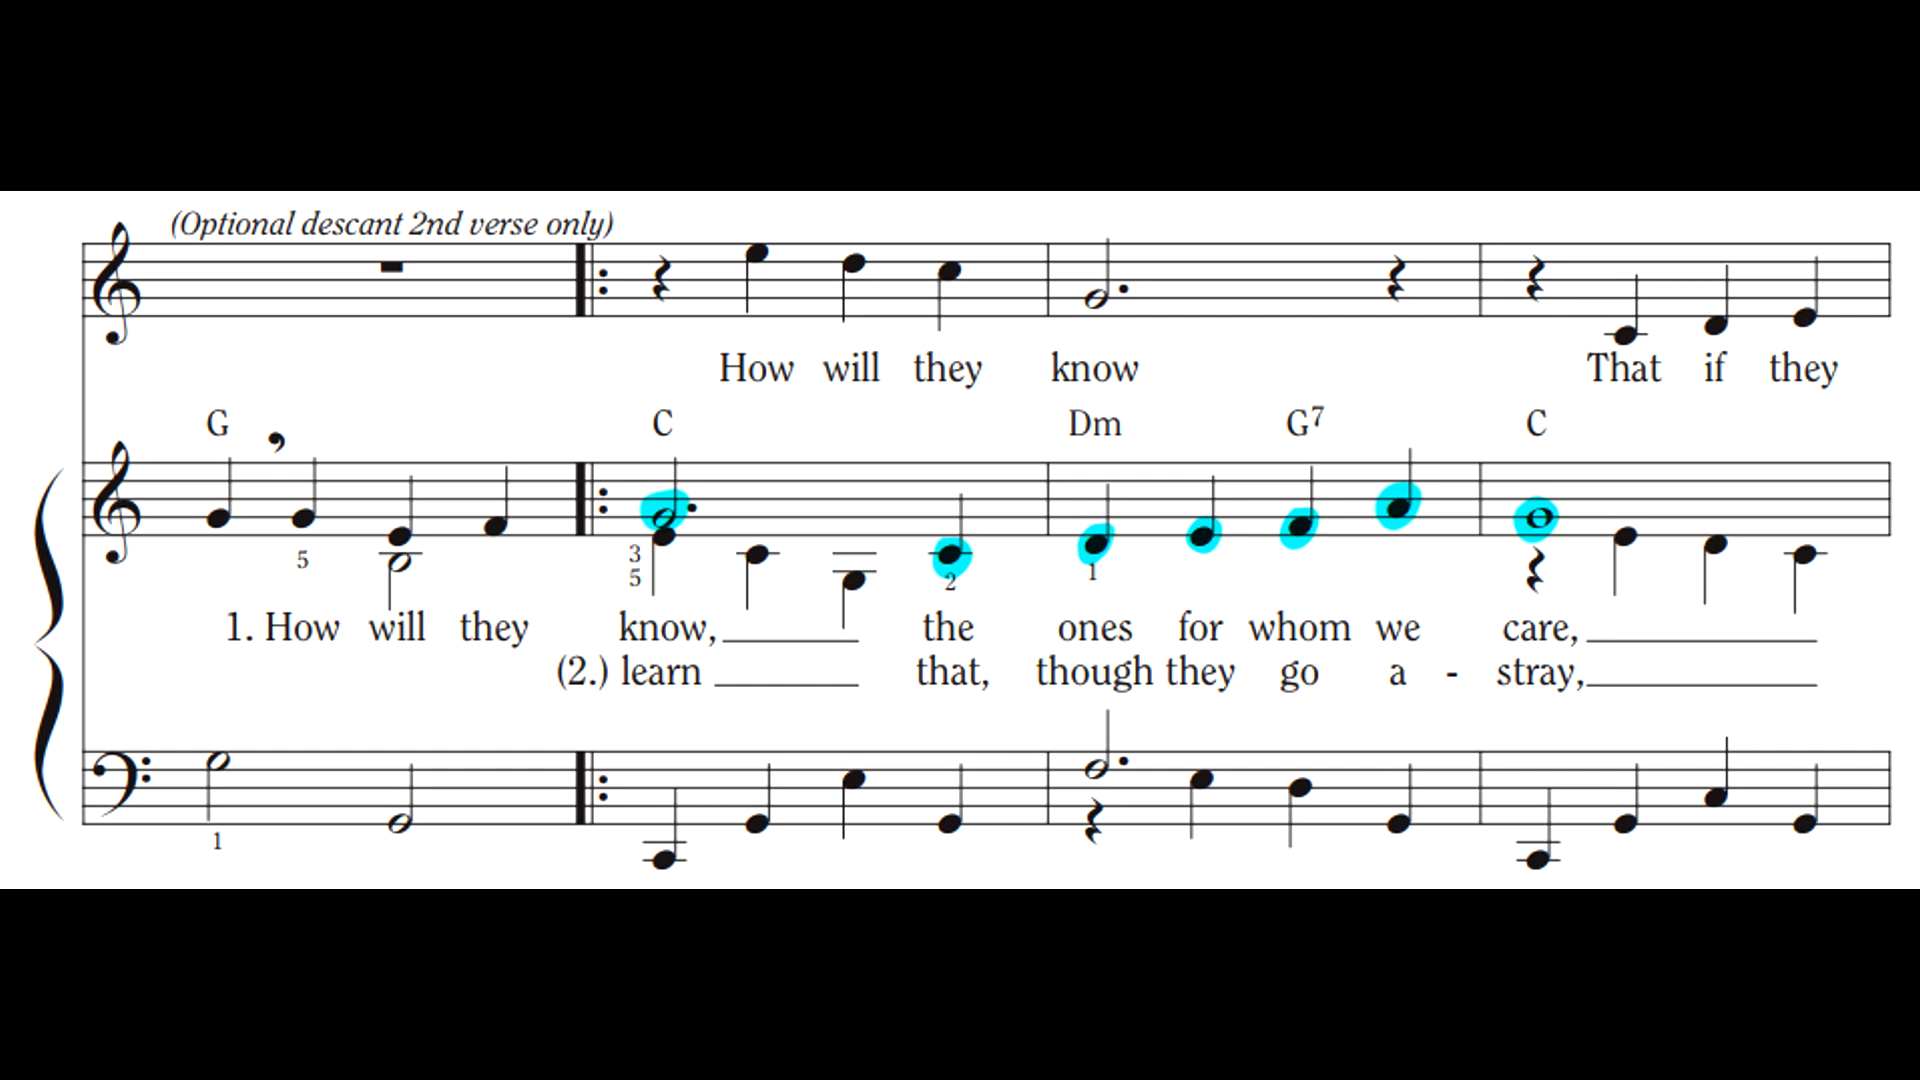 (Optional descant 2nd verse only)
How will they know That if they
G C Dm G7 C
5 3 5 2 1
1. How will they know, the ones for whom we care,
(2.) learn that, though they go a - stray,
1